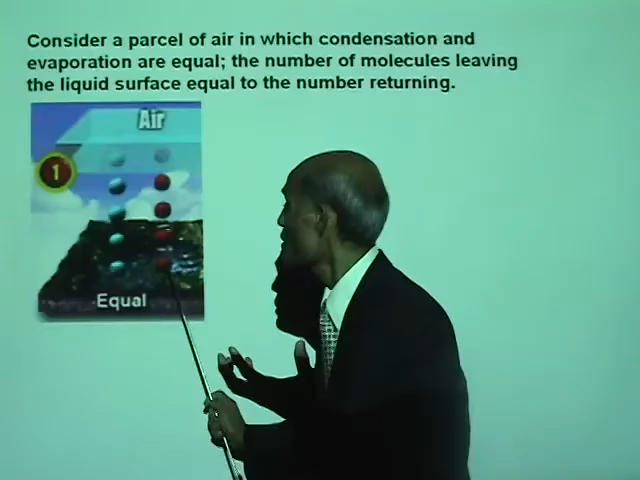 Consider a parcel of air in which condensation and
evaporation are equal; the number of molecules leaving
the liquid surface equal to the number returning.
Air
1
Equal